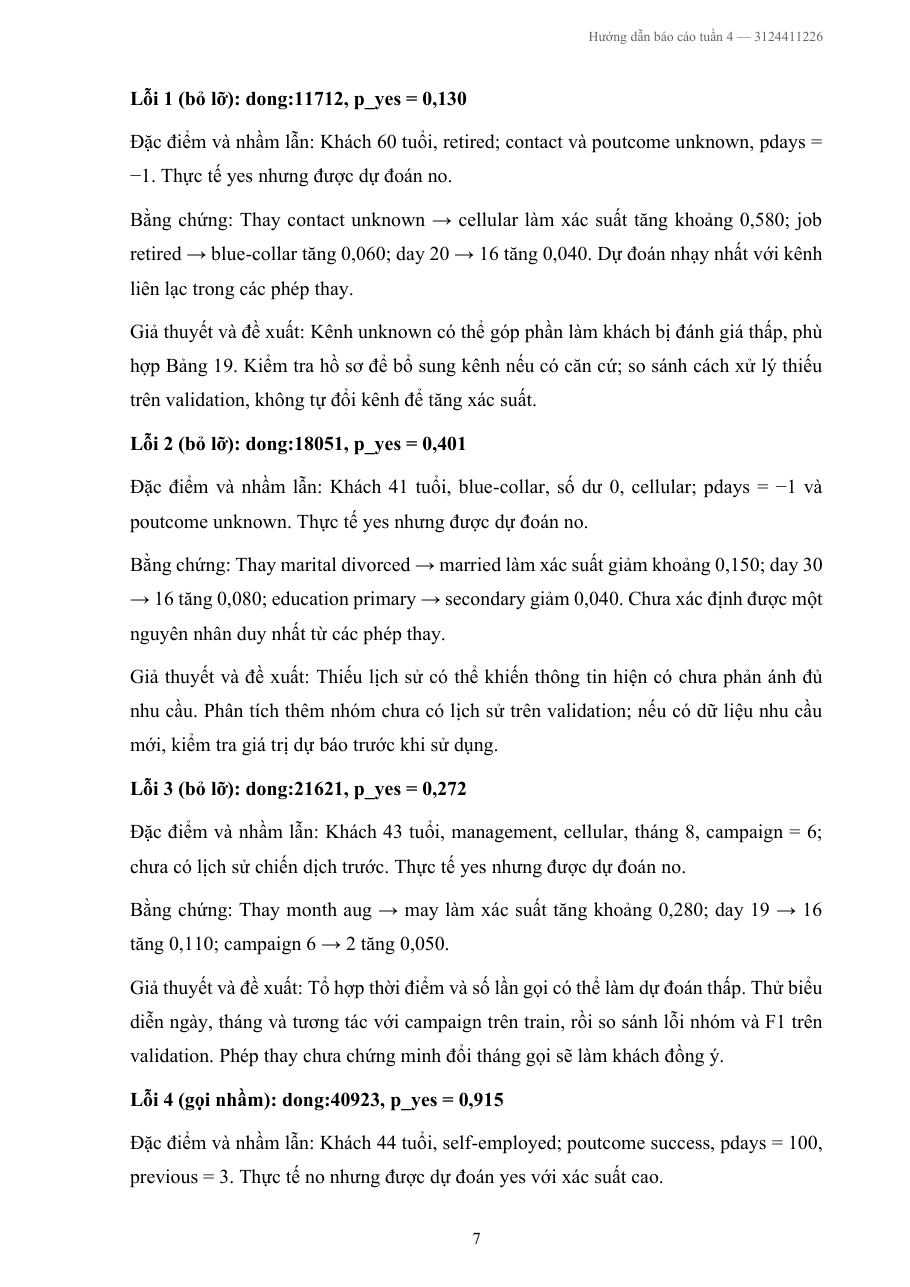 Hướng dẫn báo cáo tuần 4 — 3124411226
Lỗi 1 (bỏ lỡ): dong:11712, p_yes = 0,130
Đặc điểm và nhầm lẫn: Khách 60 tuổi, retired; contact và poutcome unknown, pdays =
−1. Thực tế yes nhưng được dự đoán no.
Bằng chứng: Thay contact unknown → cellular làm xác suất tăng khoảng 0,580; job
retired → blue-collar tăng 0,060; day 20 → 16 tăng 0,040. Dự đoán nhạy nhất với kênh
liên lạc trong các phép thay.
Giả thuyết và đề xuất: Kênh unknown có thể góp phần làm khách bị đánh giá thấp, phù
hợp Bảng 19. Kiểm tra hồ sơ để bổ sung kênh nếu có căn cứ; so sánh cách xử lý thiếu
trên validation, không tự đổi kênh để tăng xác suất.
Lỗi 2 (bỏ lỡ): dong:18051, p_yes = 0,401
Đặc điểm và nhầm lẫn: Khách 41 tuổi, blue-collar, số dư 0, cellular; pdays = −1 và
poutcome unknown. Thực tế yes nhưng được dự đoán no.
Bằng chứng: Thay marital divorced → married làm xác suất giảm khoảng 0,150; day 30
→ 16 tăng 0,080; education primary → secondary giảm 0,040. Chưa xác định được một
nguyên nhân duy nhất từ các phép thay.
Giả thuyết và đề xuất: Thiếu lịch sử có thể khiến thông tin hiện có chưa phản ánh đủ
nhu cầu. Phân tích thêm nhóm chưa có lịch sử trên validation; nếu có dữ liệu nhu cầu
mới, kiểm tra giá trị dự báo trước khi sử dụng.
Lỗi 3 (bỏ lỡ): dong:21621, p_yes = 0,272
Đặc điểm và nhầm lẫn: Khách 43 tuổi, management, cellular, tháng 8, campaign = 6;
chưa có lịch sử chiến dịch trước. Thực tế yes nhưng được dự đoán no.
Bằng chứng: Thay month aug → may làm xác suất tăng khoảng 0,280; day 19 → 16
tăng 0,110; campaign 6 → 2 tăng 0,050.
Giả thuyết và đề xuất: Tổ hợp thời điểm và số lần gọi có thể làm dự đoán thấp. Thử biểu
diễn ngày, tháng và tương tác với campaign trên train, rồi so sánh lỗi nhóm và F1 trên
validation. Phép thay chưa chứng minh đổi tháng gọi sẽ làm khách đồng ý.
Lỗi 4 (gọi nhầm): dong:40923, p_yes = 0,915
Đặc điểm và nhầm lẫn: Khách 44 tuổi, self-employed; poutcome success, pdays = 100,
previous = 3. Thực tế no nhưng được dự đoán yes với xác suất cao.
7